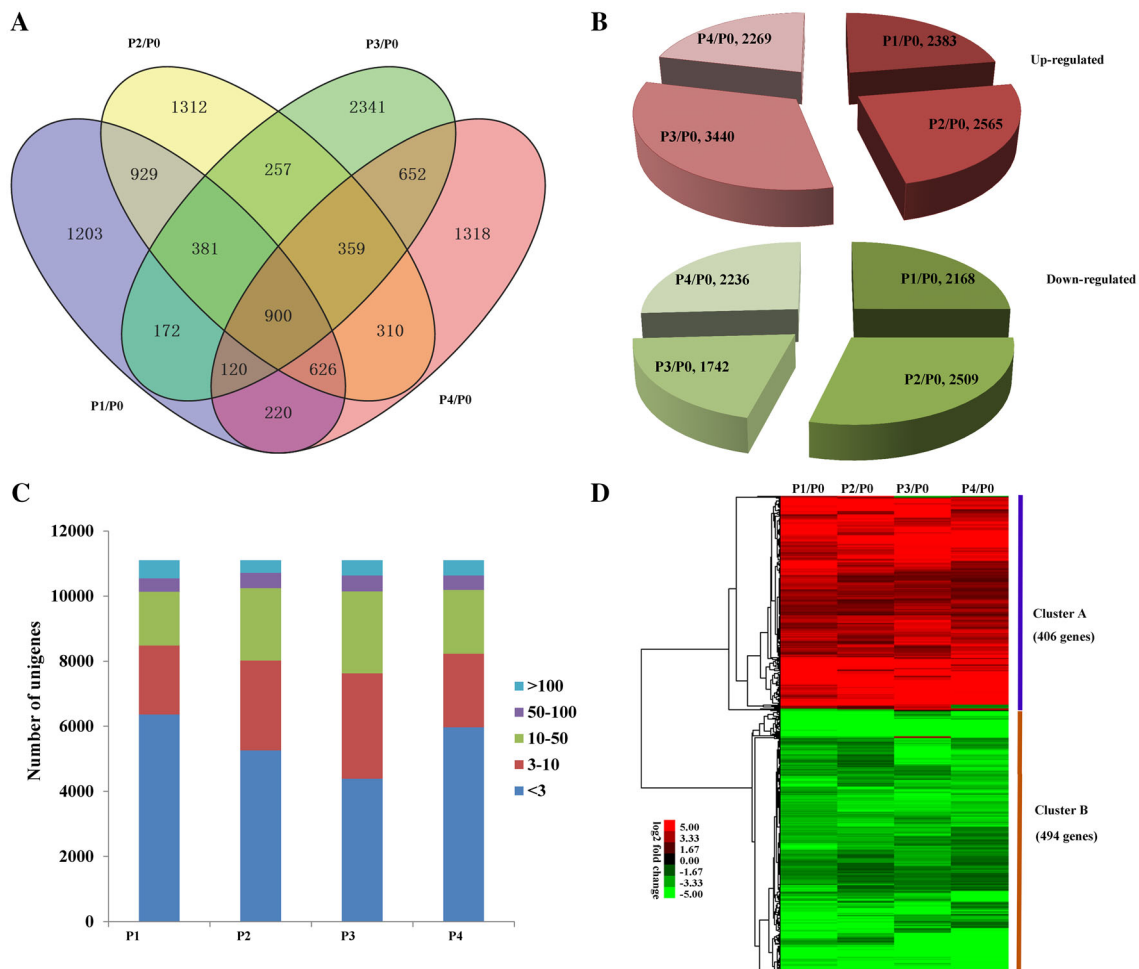 A
P2/P0
P3/P0
1312
2341
929
257
652
1203
381
359
1318
900
172
310
120
626
220
P1/P0
P4/P0
B
P4/P0, 2269
P1/P0, 2383
Up-regulated
P3/P0, 3440
P2/P0, 2565
P4/P0, 2236
P1/P0, 2168
Down-regulated
P3/P0, 1742
P2/P0, 2509
C
Number of unigenes
12000
10000
8000
6000
4000
2000
0
P1
P2
P3
P4
>100
50-100
10-50
3-10
<3
D
P1/P0 P2/P0 P3/P0 P4/P0
Cluster A
(406 genes)
Cluster B
(494 genes)
log2 fold change
5.00
3.33
1.67
0.00
-1.67
-3.33
-5.00